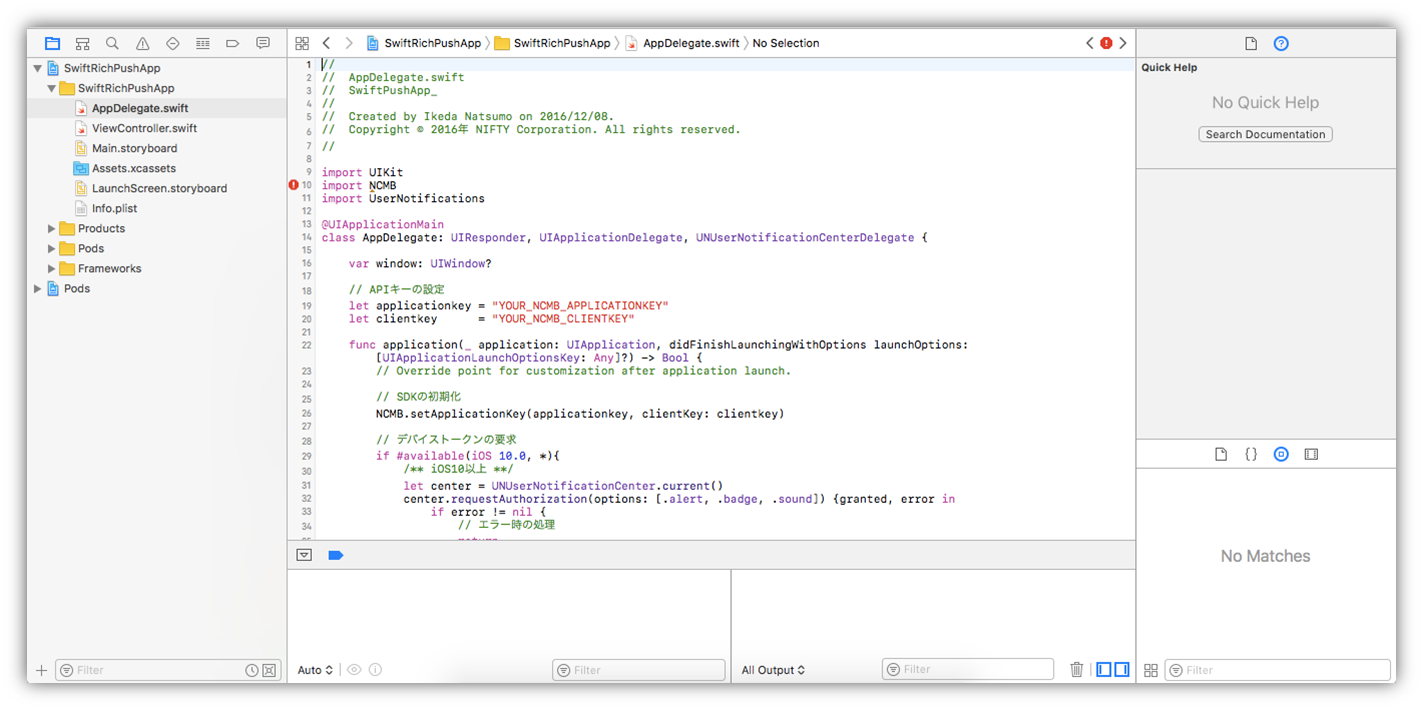 SwiftRichPushApp
SwiftRichPushApp
AppDelegate.swift
ViewController.swift
Main.storyboard
Assets.xcassets
LaunchScreen.storyboard
Info.plist
Products
Pods
Frameworks
Pods
Filter
SwiftRichPushApp 〉 SwiftRichPushApp 〉 AppDelegate.swift 〉 No Selection
1 //
2 //  AppDelegate.swift
3 //  SwiftPushApp_
4 //
5 //  Created by Ikeda Natsumo on 2016/12/08.
6 //  Copyright © 2016年 NIFTY Corporation. All rights reserved.
7 //
8
9 import UIKit
10 import NCMB
11 import UserNotifications
12
13 @UIApplicationMain
14 class AppDelegate: UIResponder, UIApplicationDelegate, UNUserNotificationCenterDelegate {
15
16     var window: UIWindow?
17
18     // APIキーの設定
19     let applicationkey = "YOUR_NCMB_APPLICATIONKEY"
20     let clientkey      = "YOUR_NCMB_CLIENTKEY"
21
22     func application(_ application: UIApplication, didFinishLaunchingWithOptions launchOptions:
        [UIApplicationLaunchOptionsKey: Any]?) -> Bool {
23         // Override point for customization after application launch.
24
25         // SDKの初期化
26         NCMB.setApplicationKey(applicationkey, clientKey: clientkey)
27
28         // デバイストークンの要求
29         if #available(iOS 10.0, *){
30             /** iOS10以上 **/
31             let center = UNUserNotificationCenter.current()
32             center.requestAuthorization(options: [.alert, .badge, .sound]) {granted, error in
33                 if error != nil {
34                     // エラー時の処理
Auto
Filter
All Output
Filter
Quick Help
No Quick Help
Search Documentation
No Matches
Filter